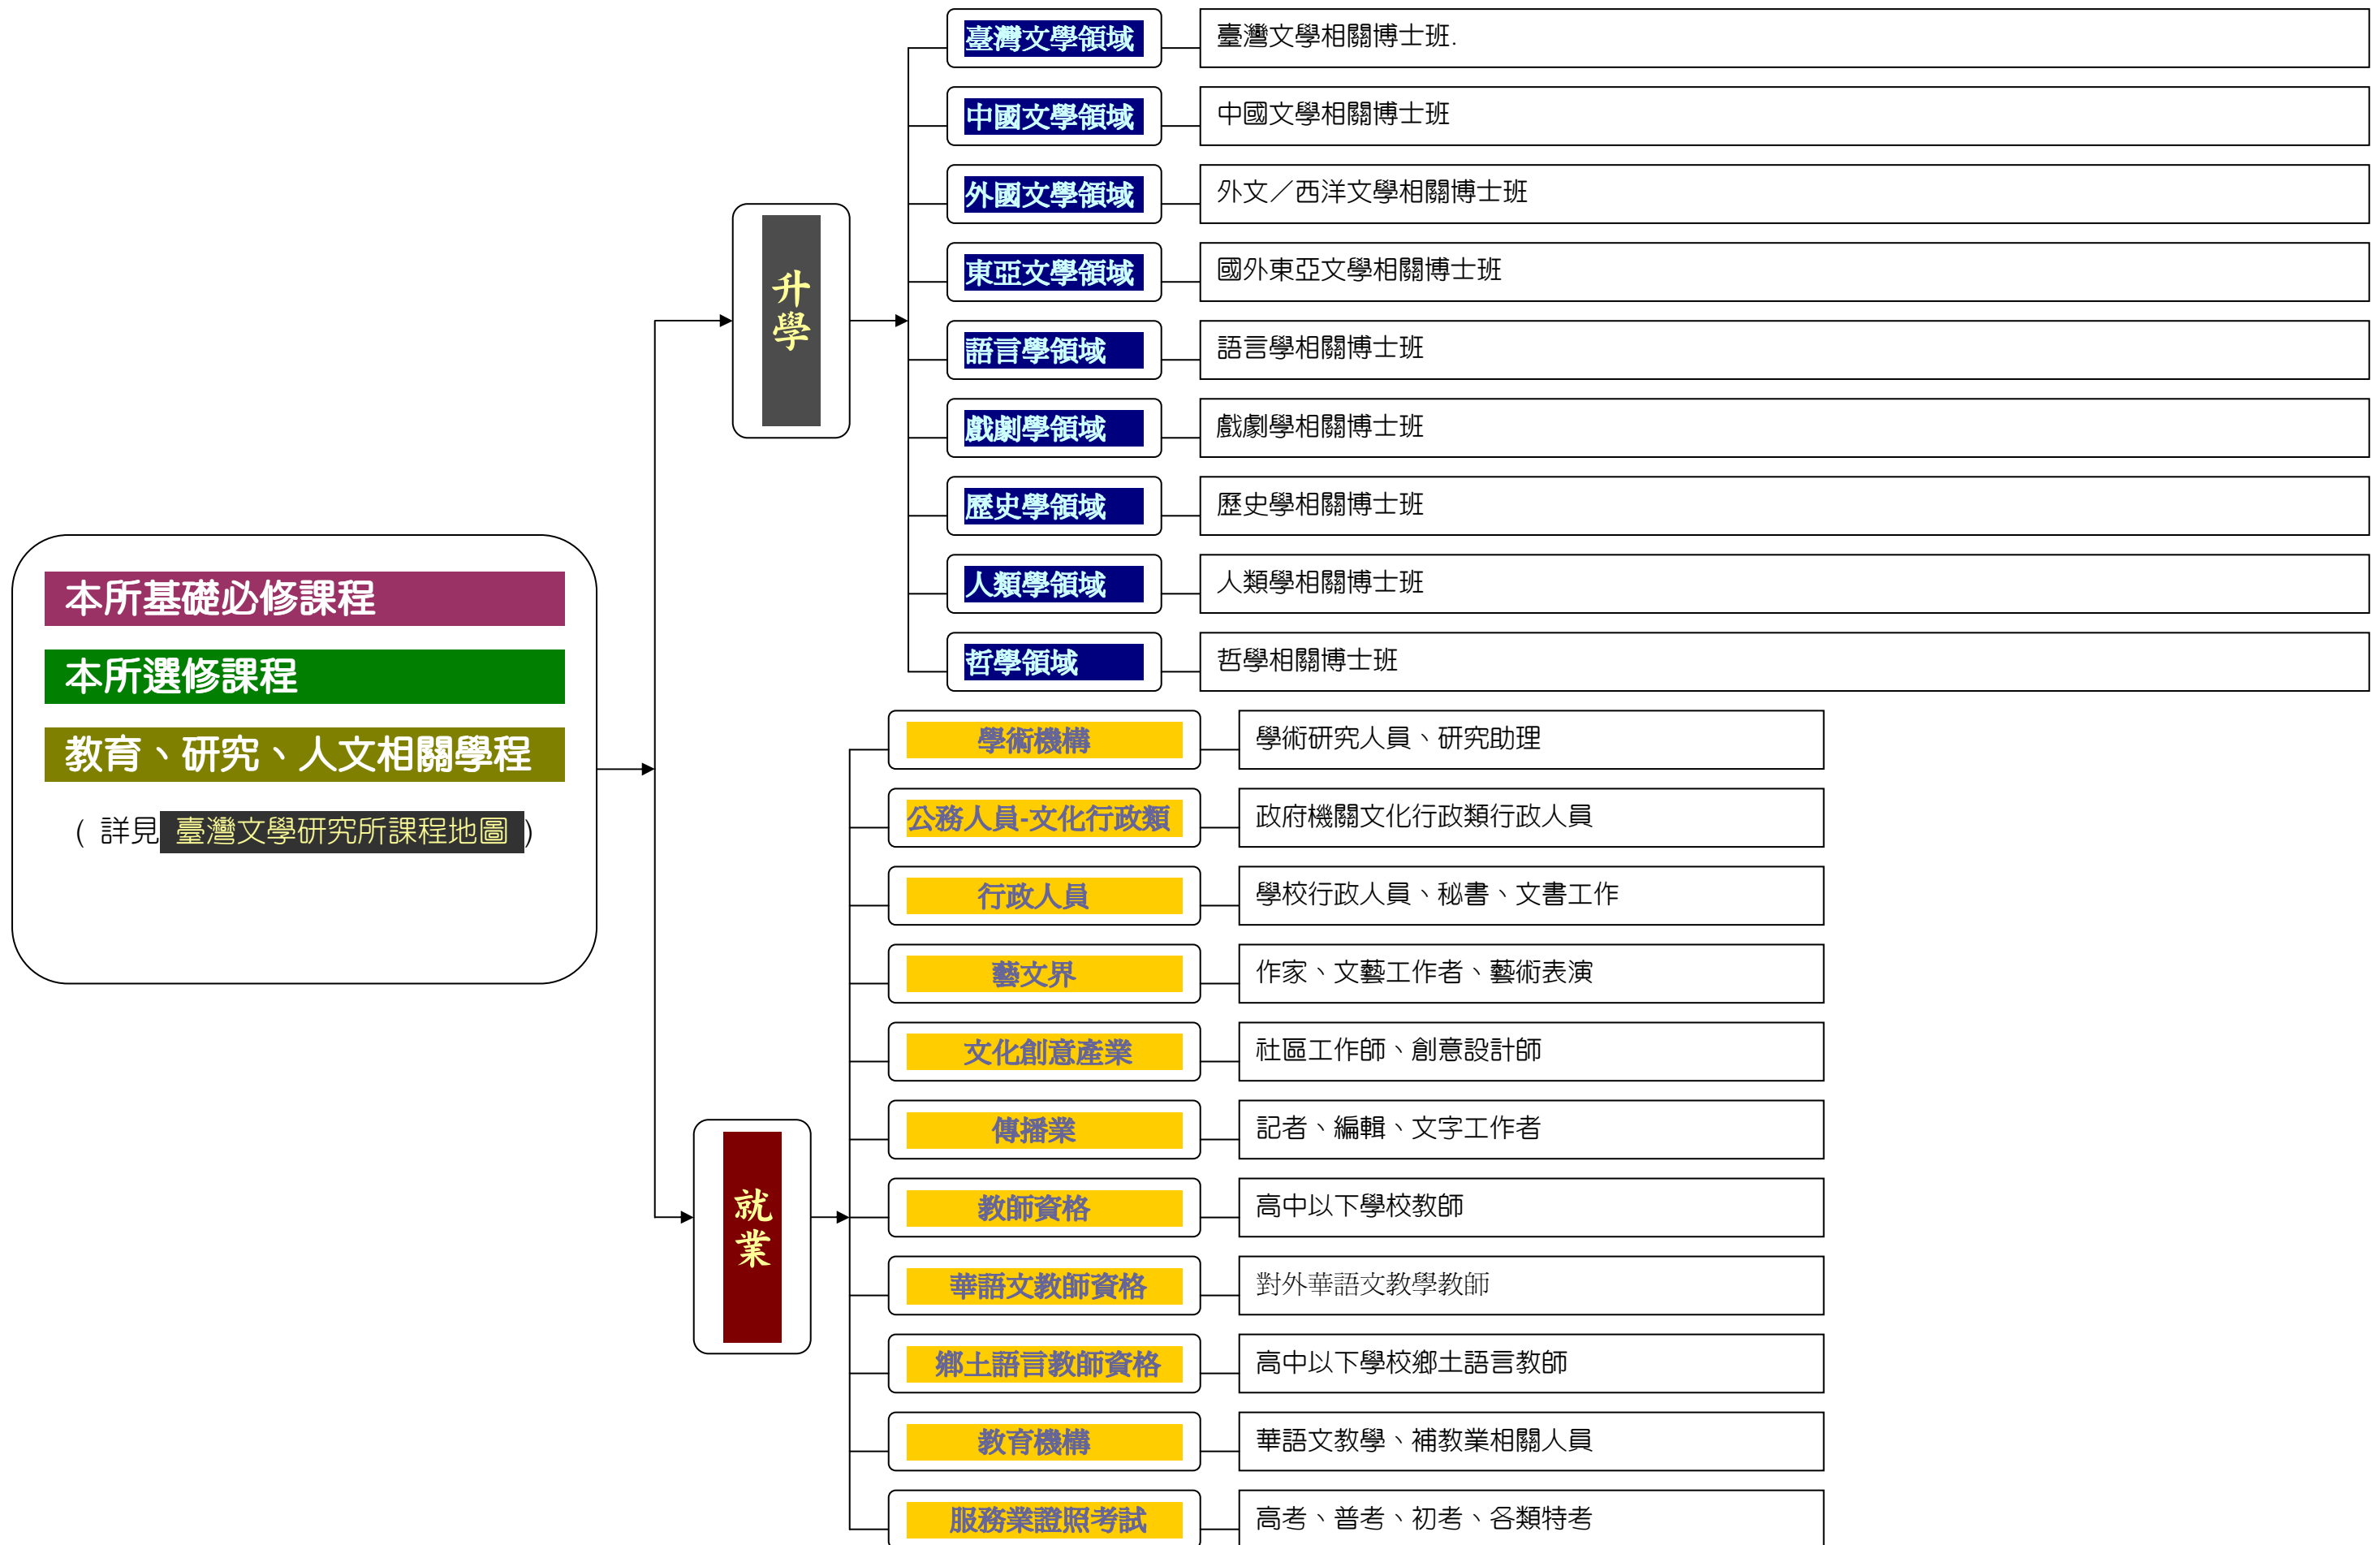 本所基礎必修課程
本所選修課程
教育、研究、人文相關學程
( 詳見 臺灣文學研究所課程地圖 )
升學
臺灣文學領域
臺灣文學相關博士班.
中國文學領域
中國文學相關博士班
外國文學領域
外文／西洋文學相關博士班
東亞文學領域
國外東亞文學相關博士班
語言學領域
語言學相關博士班
戲劇學領域
戲劇學相關博士班
歷史學領域
歷史學相關博士班
人類學領域
人類學相關博士班
哲學領域
哲學相關博士班
就業
學術機構
學術研究人員、研究助理
公務人員-文化行政類
政府機關文化行政類行政人員
行政人員
學校行政人員、秘書、文書工作
藝文界
作家、文藝工作者、藝術表演
文化創意產業
社區工作師、創意設計師
傳播業
記者、編輯、文字工作者
教師資格
高中以下學校教師
華語文教師資格
對外華語文教學教師
鄉土語言教師資格
高中以下學校鄉土語言教師
教育機構
華語文教學、補教業相關人員
服務業證照考試
高考、普考、初考、各類特考